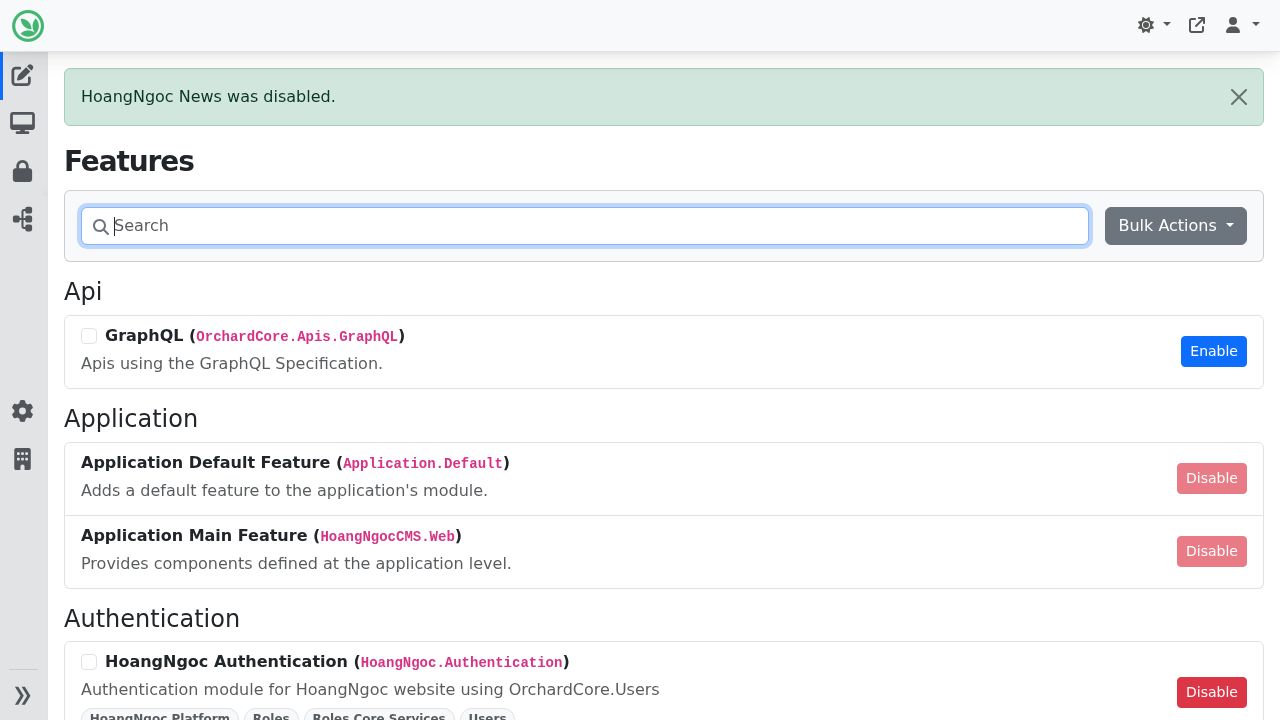 HoangNgoc News was disabled.
Features
Search
Bulk Actions
Api
GraphQL (OrchardCore.Apis.GraphQL)
Apis using the GraphQL Specification.
Enable
Application
Application Default Feature (Application.Default)
Adds a default feature to the application's module.
Disable
Application Main Feature (HoangNgocCMS.Web)
Provides components defined at the application level.
Disable
Authentication
HoangNgoc Authentication (HoangNgoc.Authentication)
Authentication module for HoangNgoc website using OrchardCore.Users
Disable
HoangNgoc Platform Roles Roles Core Services Users